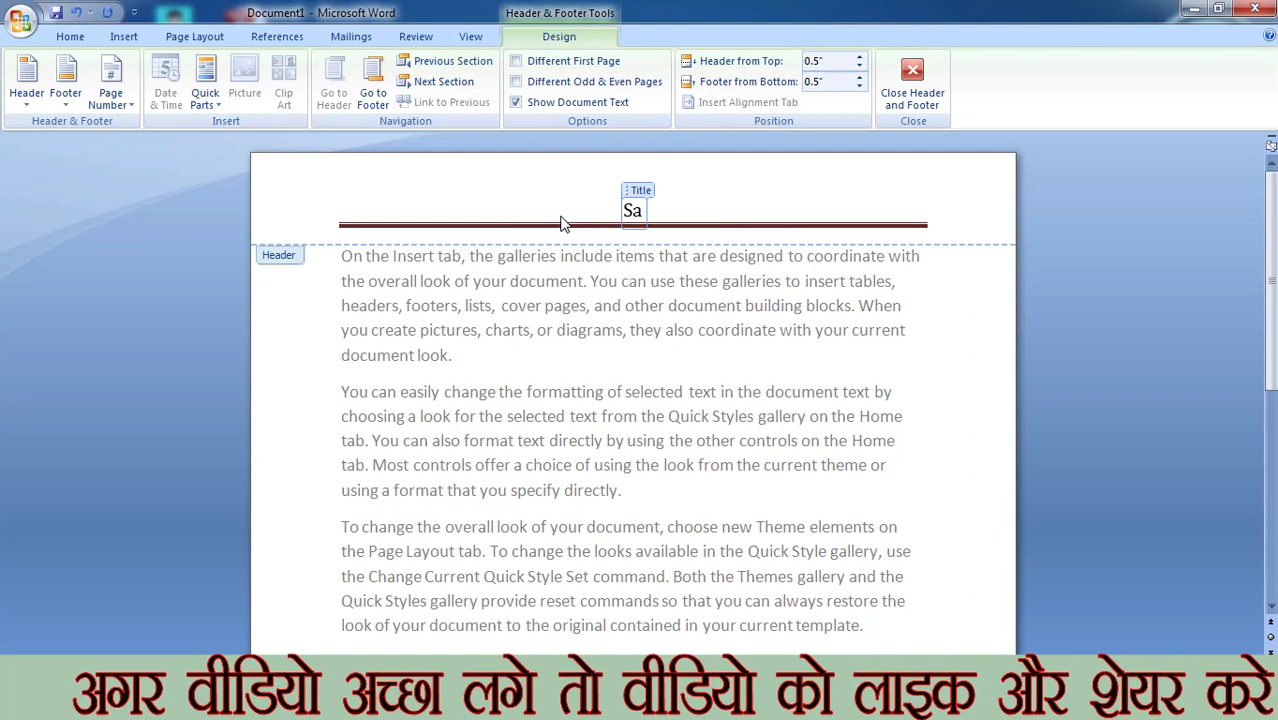 Document1 - Microsoft Word
Header & Footer Tools
Home Insert Page Layout References Mailings Review View Design
Header Footer Page Number
Header & Footer
Date & Time Quick Parts Picture Clip Art
Insert
Go to Header Go to Footer Previous Section Next Section Link to Previous
Navigation
Different First Page
Different Odd & Even Pages
Show Document Text
Options
Header from Top: 0.5"
Footer from Bottom: 0.5"
Insert Alignment Tab
Position
Close Header and Footer
Close
Title
Sa
Header
On the Insert tab, the galleries include items that are designed to coordinate with
the overall look of your document. You can use these galleries to insert tables,
headers, footers, lists, cover pages, and other document building blocks. When
you create pictures, charts, or diagrams, they also coordinate with your current
document look.
You can easily change the formatting of selected text in the document text by
choosing a look for the selected text from the Quick Styles gallery on the Home
tab. You can also format text directly by using the other controls on the Home
tab. Most controls offer a choice of using the look from the current theme or
using a format that you specify directly.
To change the overall look of your document, choose new Theme elements on
the Page Layout tab. To change the looks available in the Quick Style gallery, use
the Change Current Quick Style Set command. Both the Themes gallery and the
Quick Styles gallery provide reset commands so that you can always restore the
look of your document to the original contained in your current template.
अगर वीडियो अच्छा लगे तो वीडियो को लाइक और शेयर करे